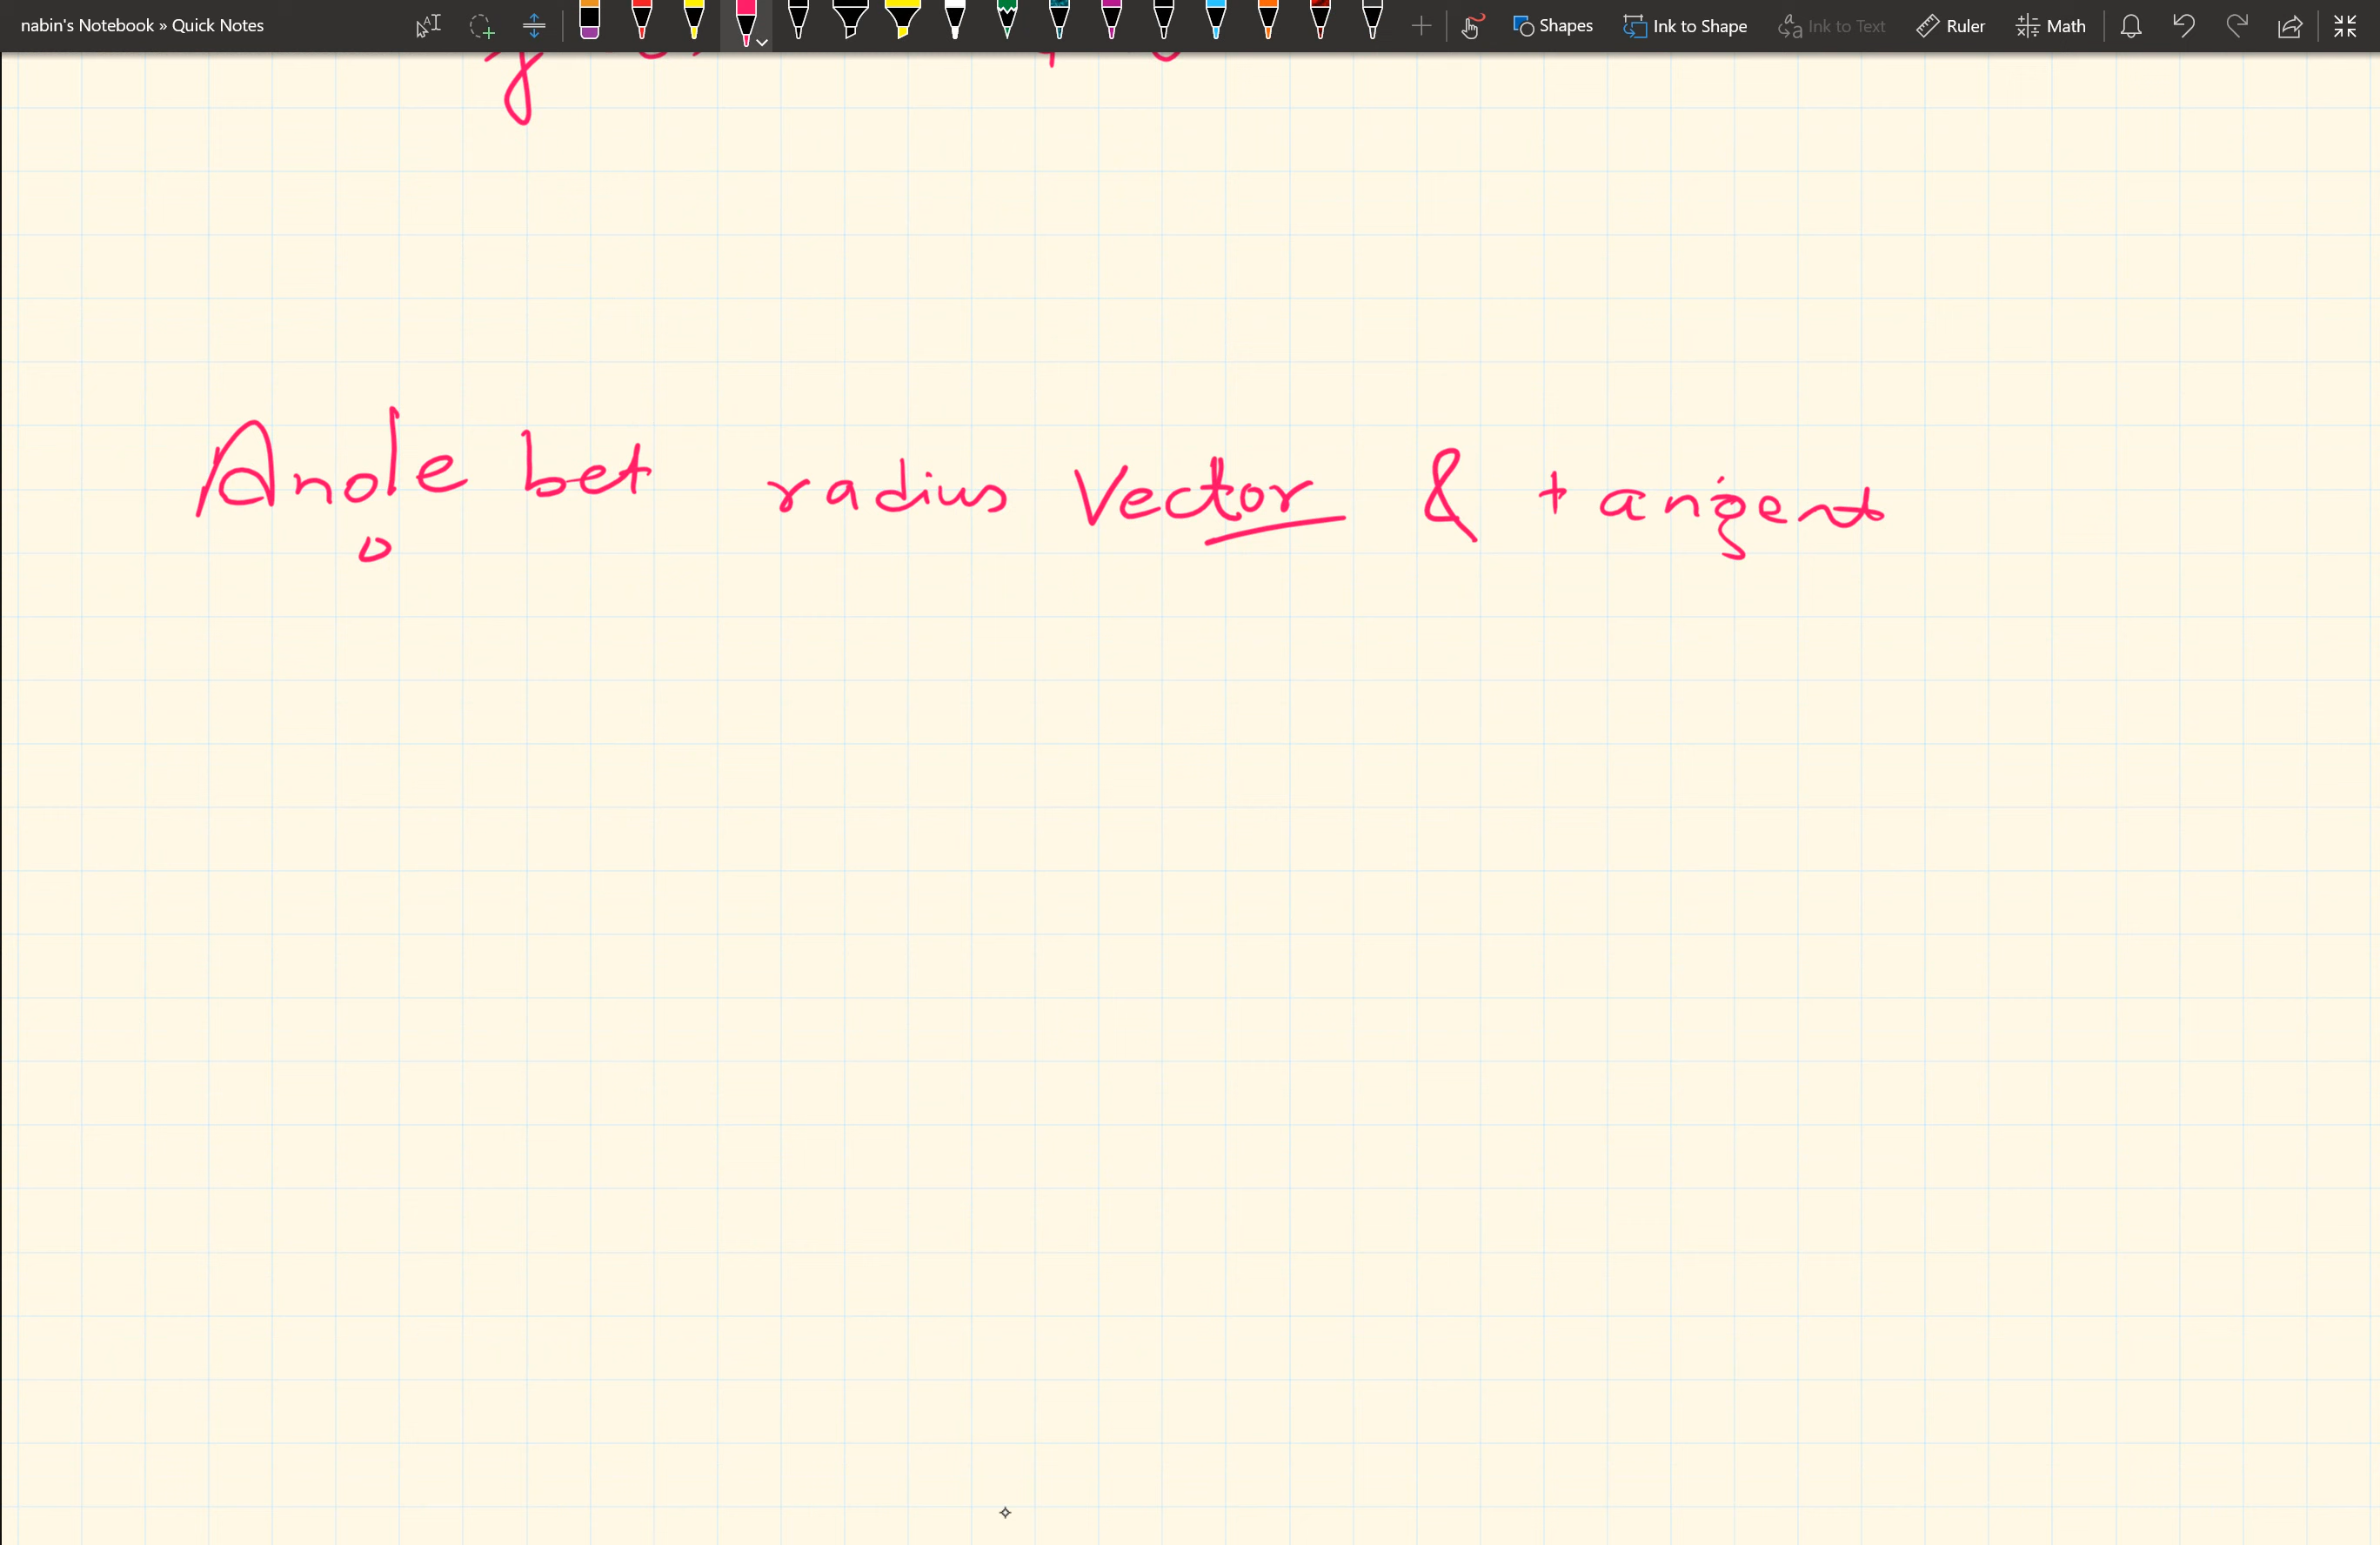 nabin's Notebook » Quick Notes Shapes Ink to Shape Ink to Text Ruler Math
Angle bet radius Vector & tangent